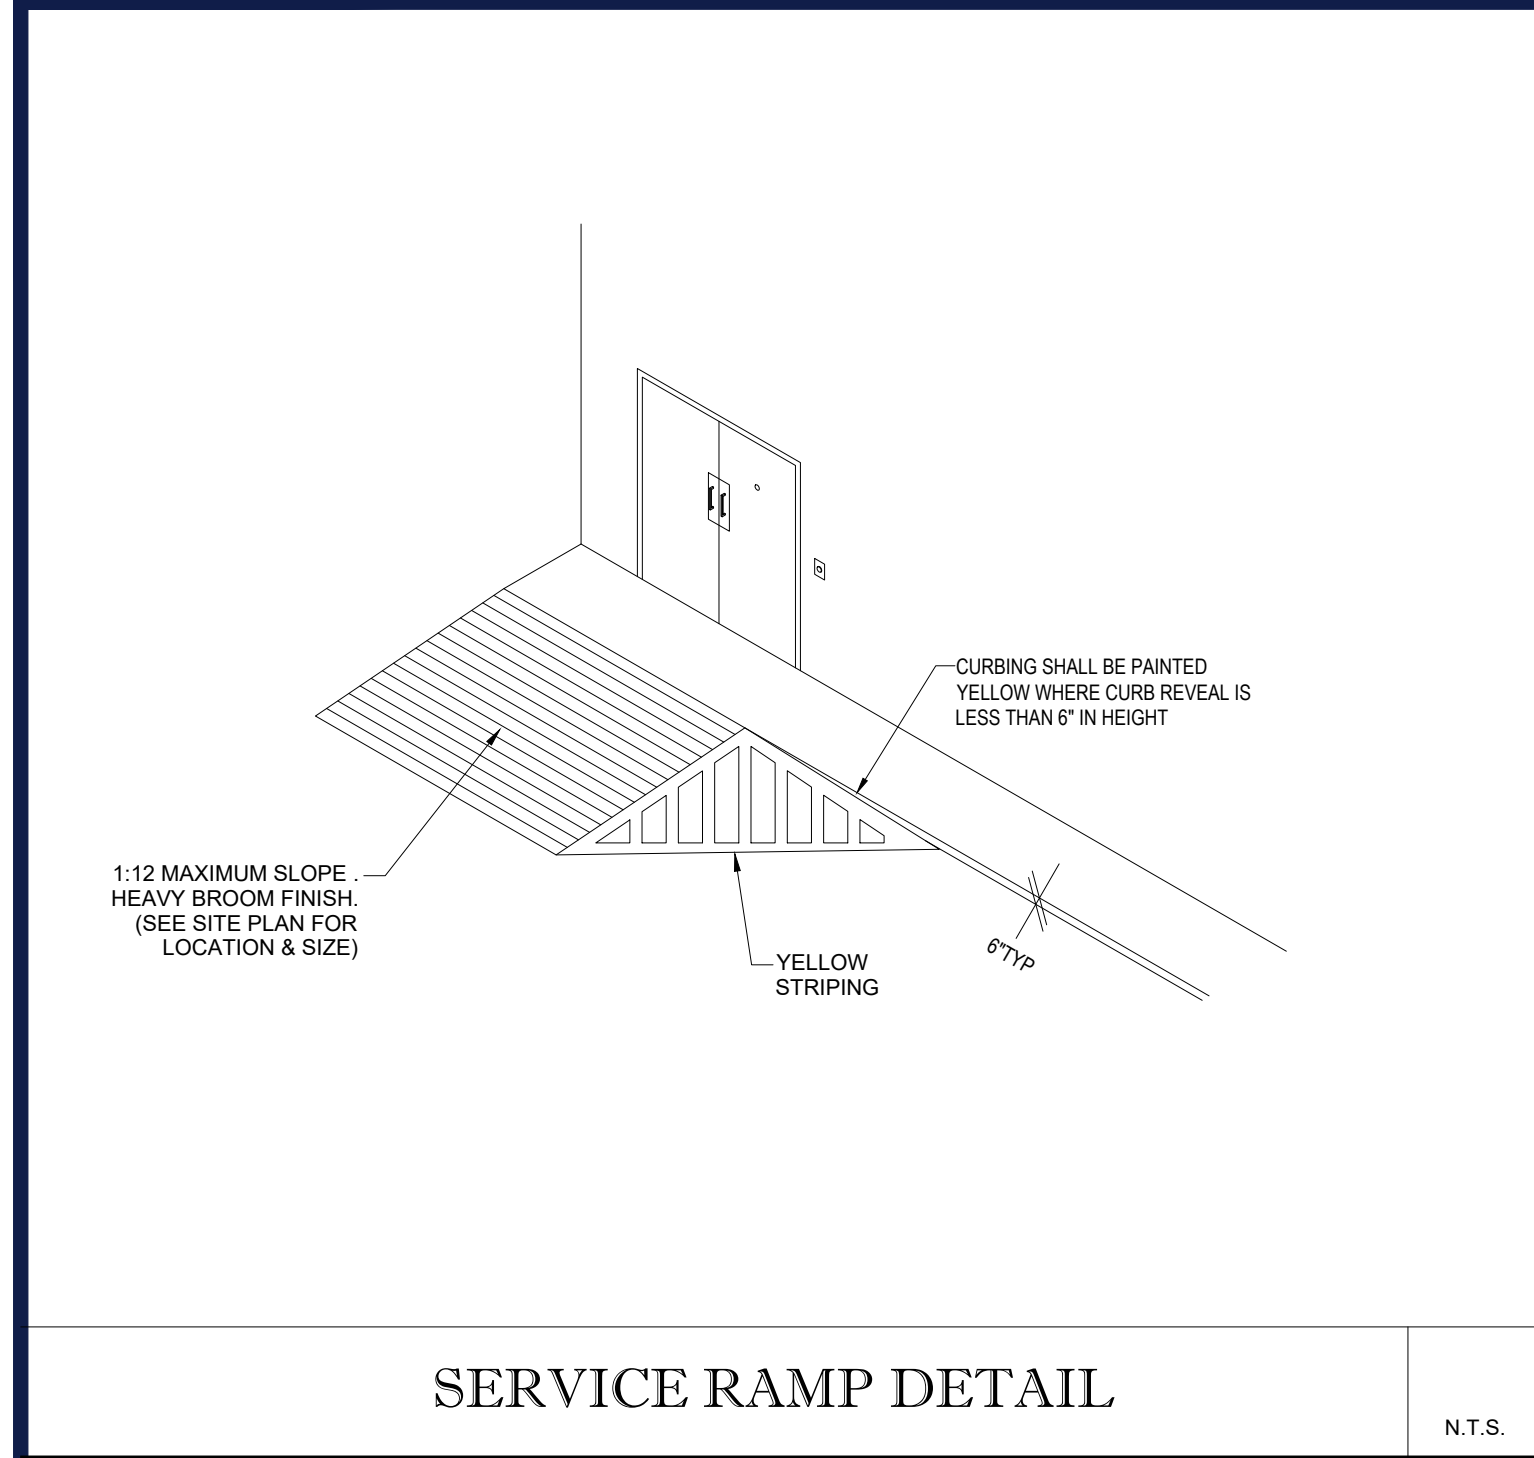 CURBING SHALL BE PAINTED
YELLOW WHERE CURB REVEAL IS
LESS THAN 6" IN HEIGHT
1:12 MAXIMUM SLOPE .
HEAVY BROOM FINISH.
(SEE SITE PLAN FOR
LOCATION & SIZE)
YELLOW
STRIPING
6"TYP
SERVICE RAMP DETAIL
N.T.S.